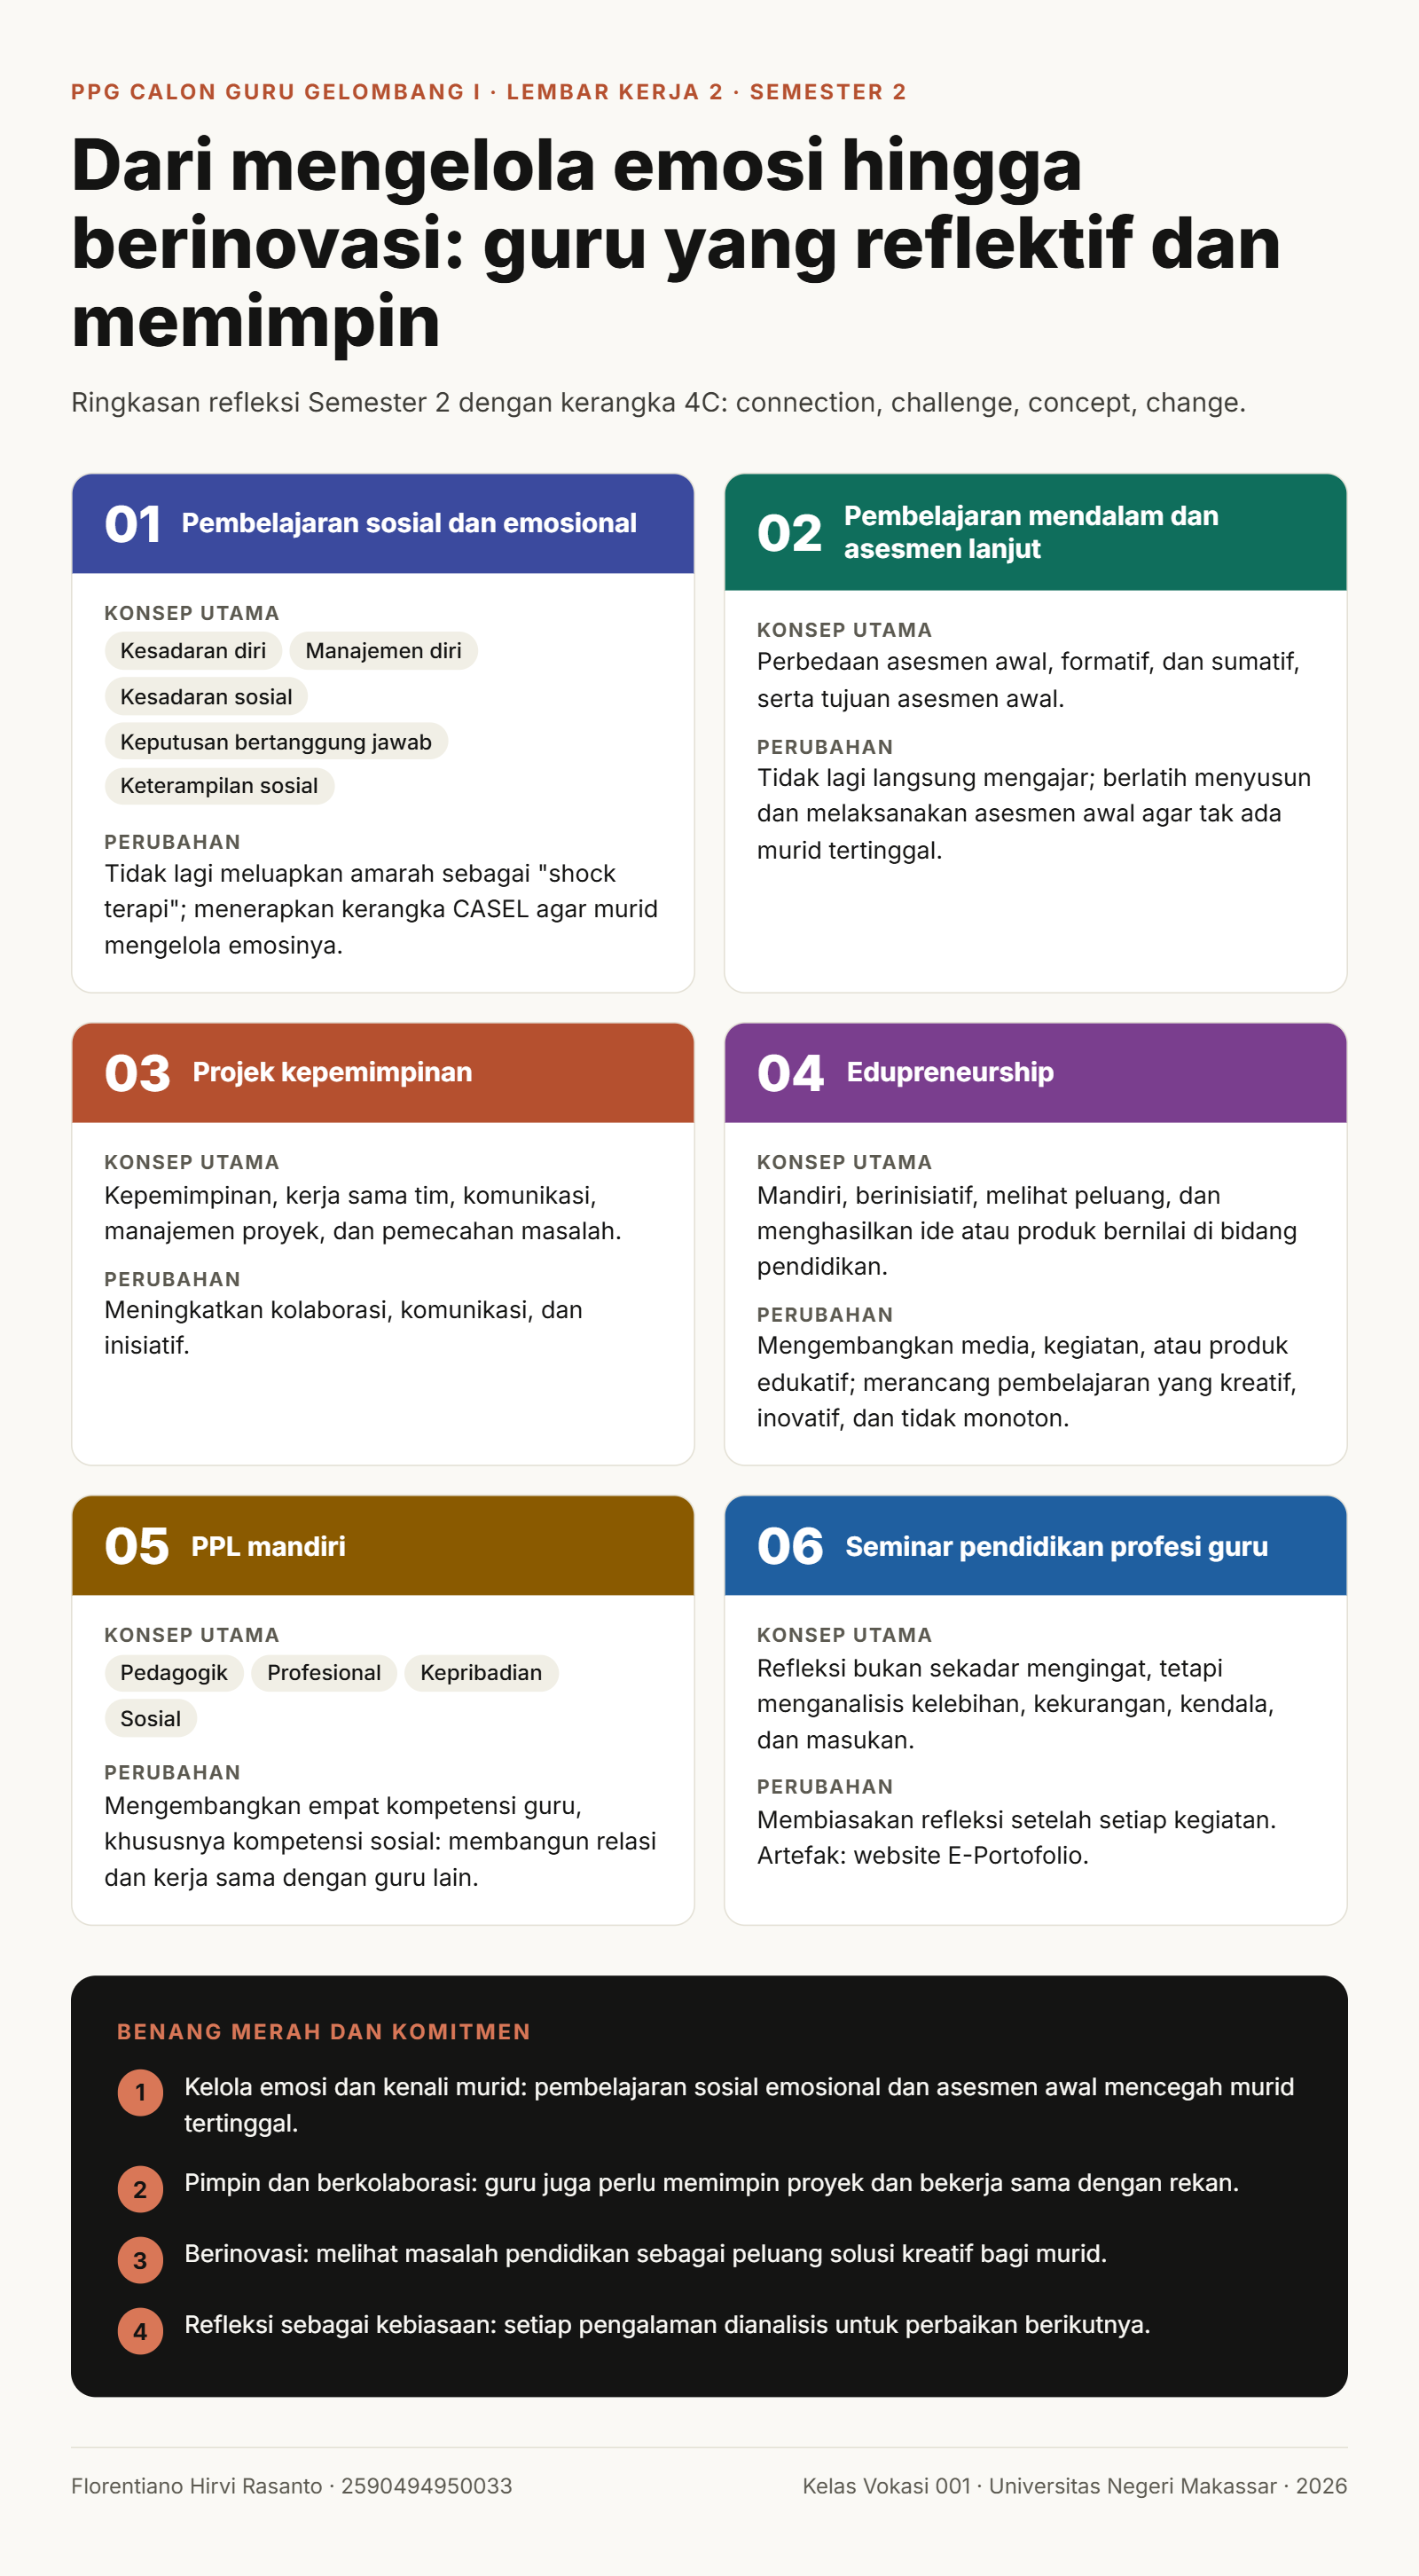 PPG CALON GURU GELOMBANG I · LEMBAR KERJA 2 · SEMESTER 2
Dari mengelola emosi hingga
berinovasi: guru yang reflektif dan
memimpin
Ringkasan refleksi Semester 2 dengan kerangka 4C: connection, challenge, concept, change.
01 Pembelajaran sosial dan emosional
KONSEP UTAMA
Kesadaran diri Manajemen diri
Kesadaran sosial
Keputusan bertanggung jawab
Keterampilan sosial
PERUBAHAN
Tidak lagi meluapkan amarah sebagai "shock
terapi"; menerapkan kerangka CASEL agar murid
mengelola emosinya.
02 Pembelajaran mendalam dan
asesmen lanjut
KONSEP UTAMA
Perbedaan asesmen awal, formatif, dan sumatif,
serta tujuan asesmen awal.
PERUBAHAN
Tidak lagi langsung mengajar; berlatih menyusun
dan melaksanakan asesmen awal agar tak ada
murid tertinggal.
03 Projek kepemimpinan
KONSEP UTAMA
Kepemimpinan, kerja sama tim, komunikasi,
manajemen proyek, dan pemecahan masalah.
PERUBAHAN
Meningkatkan kolaborasi, komunikasi, dan
inisiatif.
04 Edupreneurship
KONSEP UTAMA
Mandiri, berinisiatif, melihat peluang, dan
menghasilkan ide atau produk bernilai di bidang
pendidikan.
PERUBAHAN
Mengembangkan media, kegiatan, atau produk
edukatif; merancang pembelajaran yang kreatif,
inovatif, dan tidak monoton.
05 PPL mandiri
KONSEP UTAMA
Pedagogik Profesional Kepribadian
Sosial
PERUBAHAN
Mengembangkan empat kompetensi guru,
khususnya kompetensi sosial: membangun relasi
dan kerja sama dengan guru lain.
06 Seminar pendidikan profesi guru
KONSEP UTAMA
Refleksi bukan sekadar mengingat, tetapi
menganalisis kelebihan, kekurangan, kendala,
dan masukan.
PERUBAHAN
Membiasakan refleksi setelah setiap kegiatan.
Artefak: website E-Portofolio.
BENANG MERAH DAN KOMITMEN
1 Kelola emosi dan kenali murid: pembelajaran sosial emosional dan asesmen awal mencegah murid
tertinggal.
2 Pimpin dan berkolaborasi: guru juga perlu memimpin proyek dan bekerja sama dengan rekan.
3 Berinovasi: melihat masalah pendidikan sebagai peluang solusi kreatif bagi murid.
4 Refleksi sebagai kebiasaan: setiap pengalaman dianalisis untuk perbaikan berikutnya.
Florentiano Hirvi Rasanto · 2590494950033
Kelas Vokasi 001 · Universitas Negeri Makassar · 2026